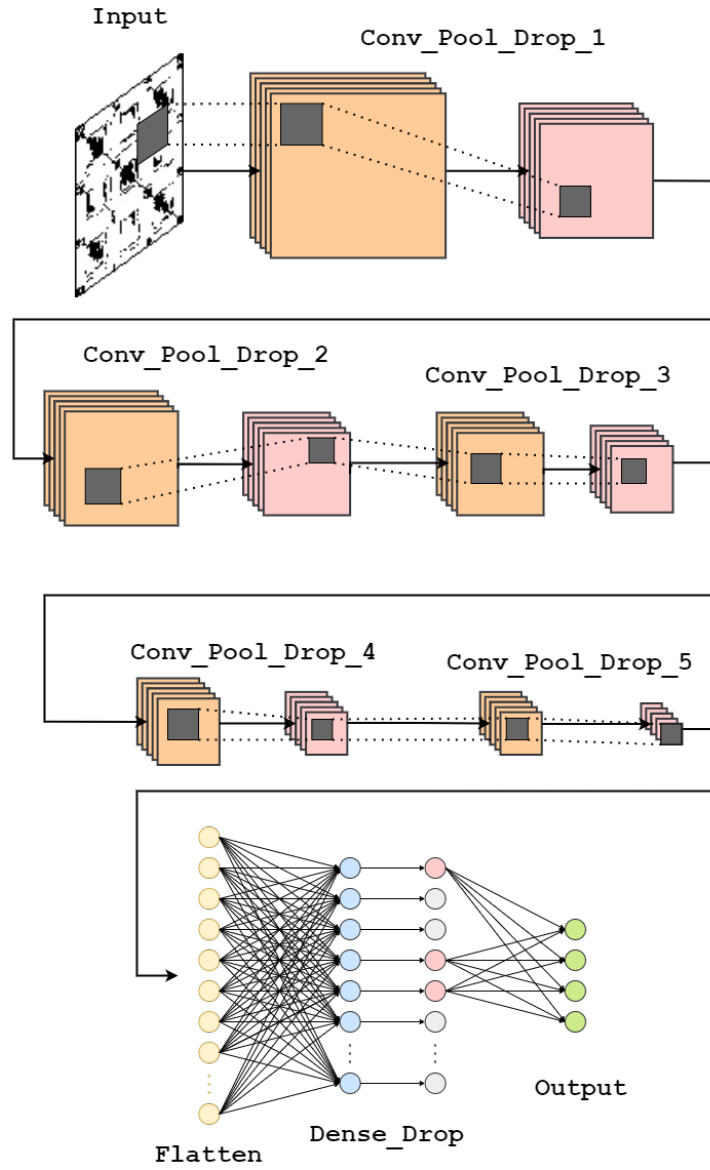 Input
Conv_Pool_Drop_1
Conv_Pool_Drop_2
Conv_Pool_Drop_3
Conv_Pool_Drop_4
Conv_Pool_Drop_5
Flatten
Dense_Drop
Output